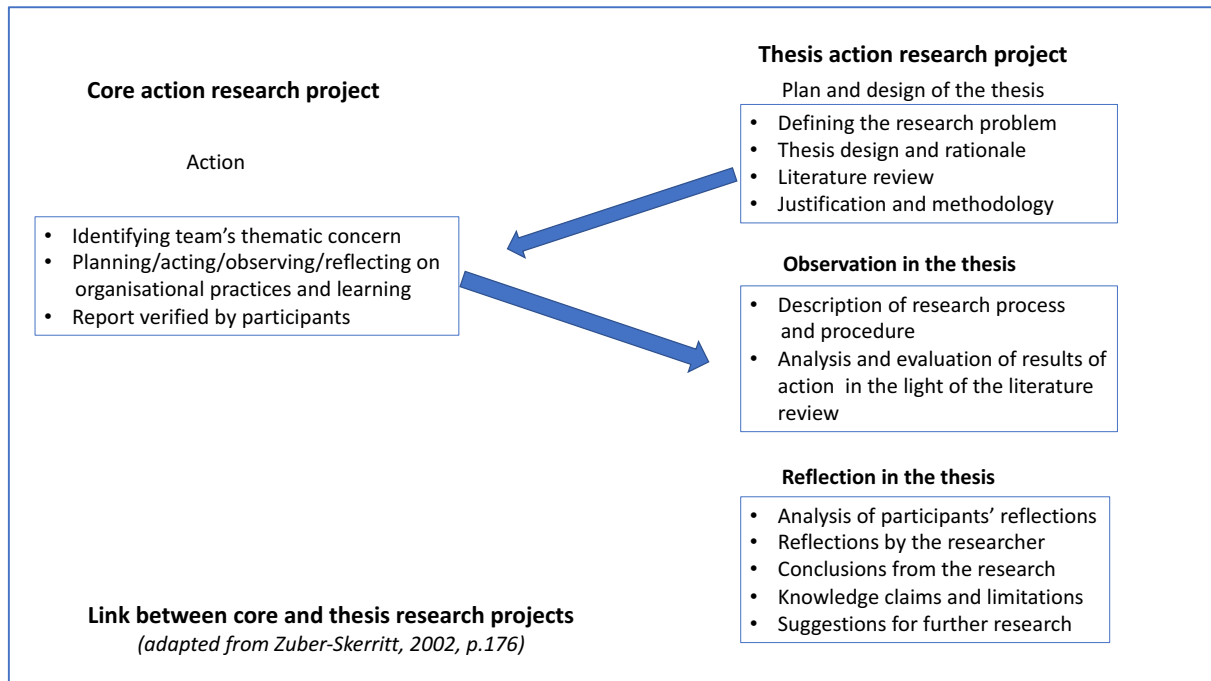 Core action research project
Action
• Identifying team’s thematic concern
• Planning/acting/observing/reflecting on
organisational practices and learning
• Report verified by participants
Thesis action research project
Plan and design of the thesis
• Defining the research problem
• Thesis design and rationale
• Literature review
• Justification and methodology
Observation in the thesis
• Description of research process
and procedure
• Analysis and evaluation of results of
action in the light of the literature
review
Reflection in the thesis
• Analysis of participants’ reflections
• Reflections by the researcher
• Conclusions from the research
• Knowledge claims and limitations
• Suggestions for further research
Link between core and thesis research projects
(adapted from Zuber-Skerritt, 2002, p.176)